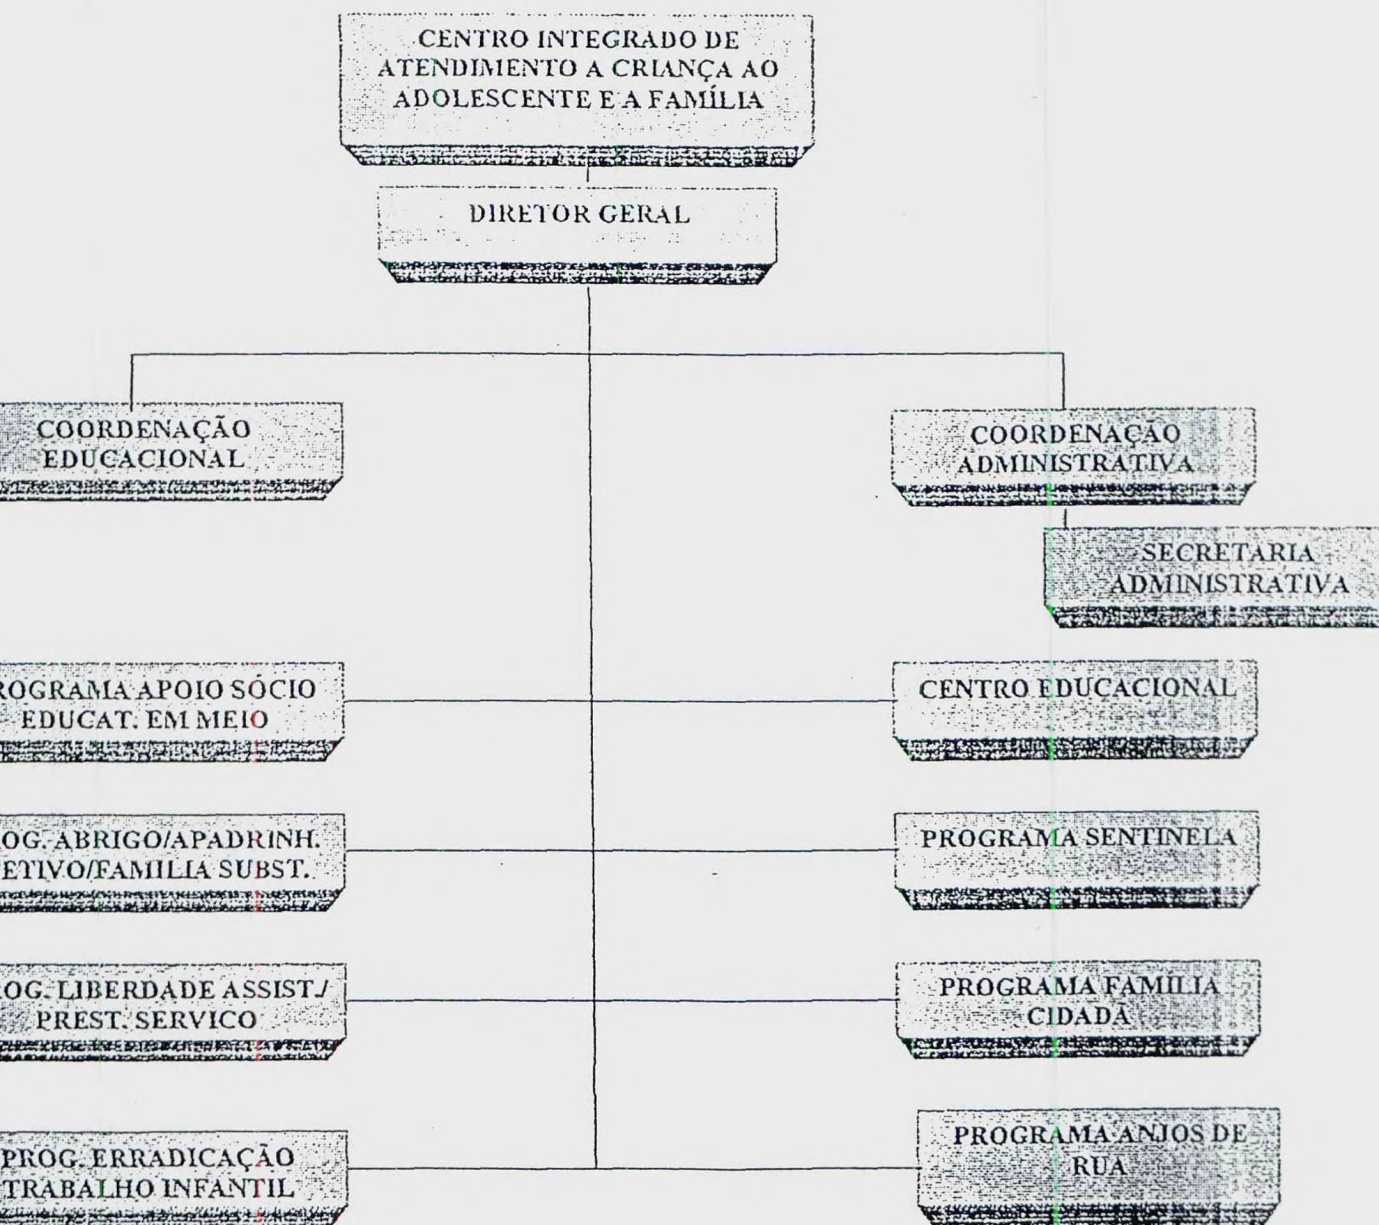 CENTRO INTEGRADO DE
ATENDIMENTO A CRIANÇA AO
ADOLESCENTE E A FAMÍLIA
DIRETOR GERAL
COORDENAÇÃO
EDUCACIONAL
COORDENAÇÃO
ADMINISTRATIVA
SECRETARIA
ADMINISTRATIVA
ROGRAMA APOIO SÓCIO
EDUCAT. EM MEIO
CENTRO EDUCACIONAL
OG. ABRIGO/APADRINH.
ETIVO/FAMILIA SUBST.
PROGRAMA SENTINELA
OG. LIBERDADE ASSIST./
PREST. SERVICO
PROGRAMA FAMILIA
CIDADÃ
PROG. ERRADICAÇÃO
TRABALHO INFANTIL
PROGRAMA ANJOS DE
RUA